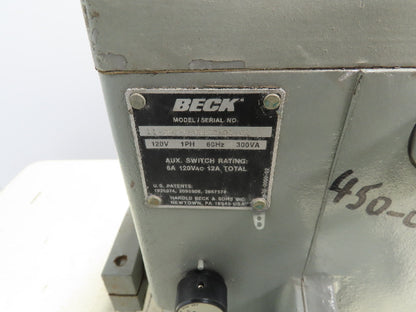 BECK
MODEL / SERIAL NO.
120V 1PH 60Hz 300VA
AUX. SWITCH RATING:
6A 120VAC 12A TOTAL
U.S. PATENTS:
HAROLD BECK & SONS INC.
NEWTOWN, PA 18940 USA
450-